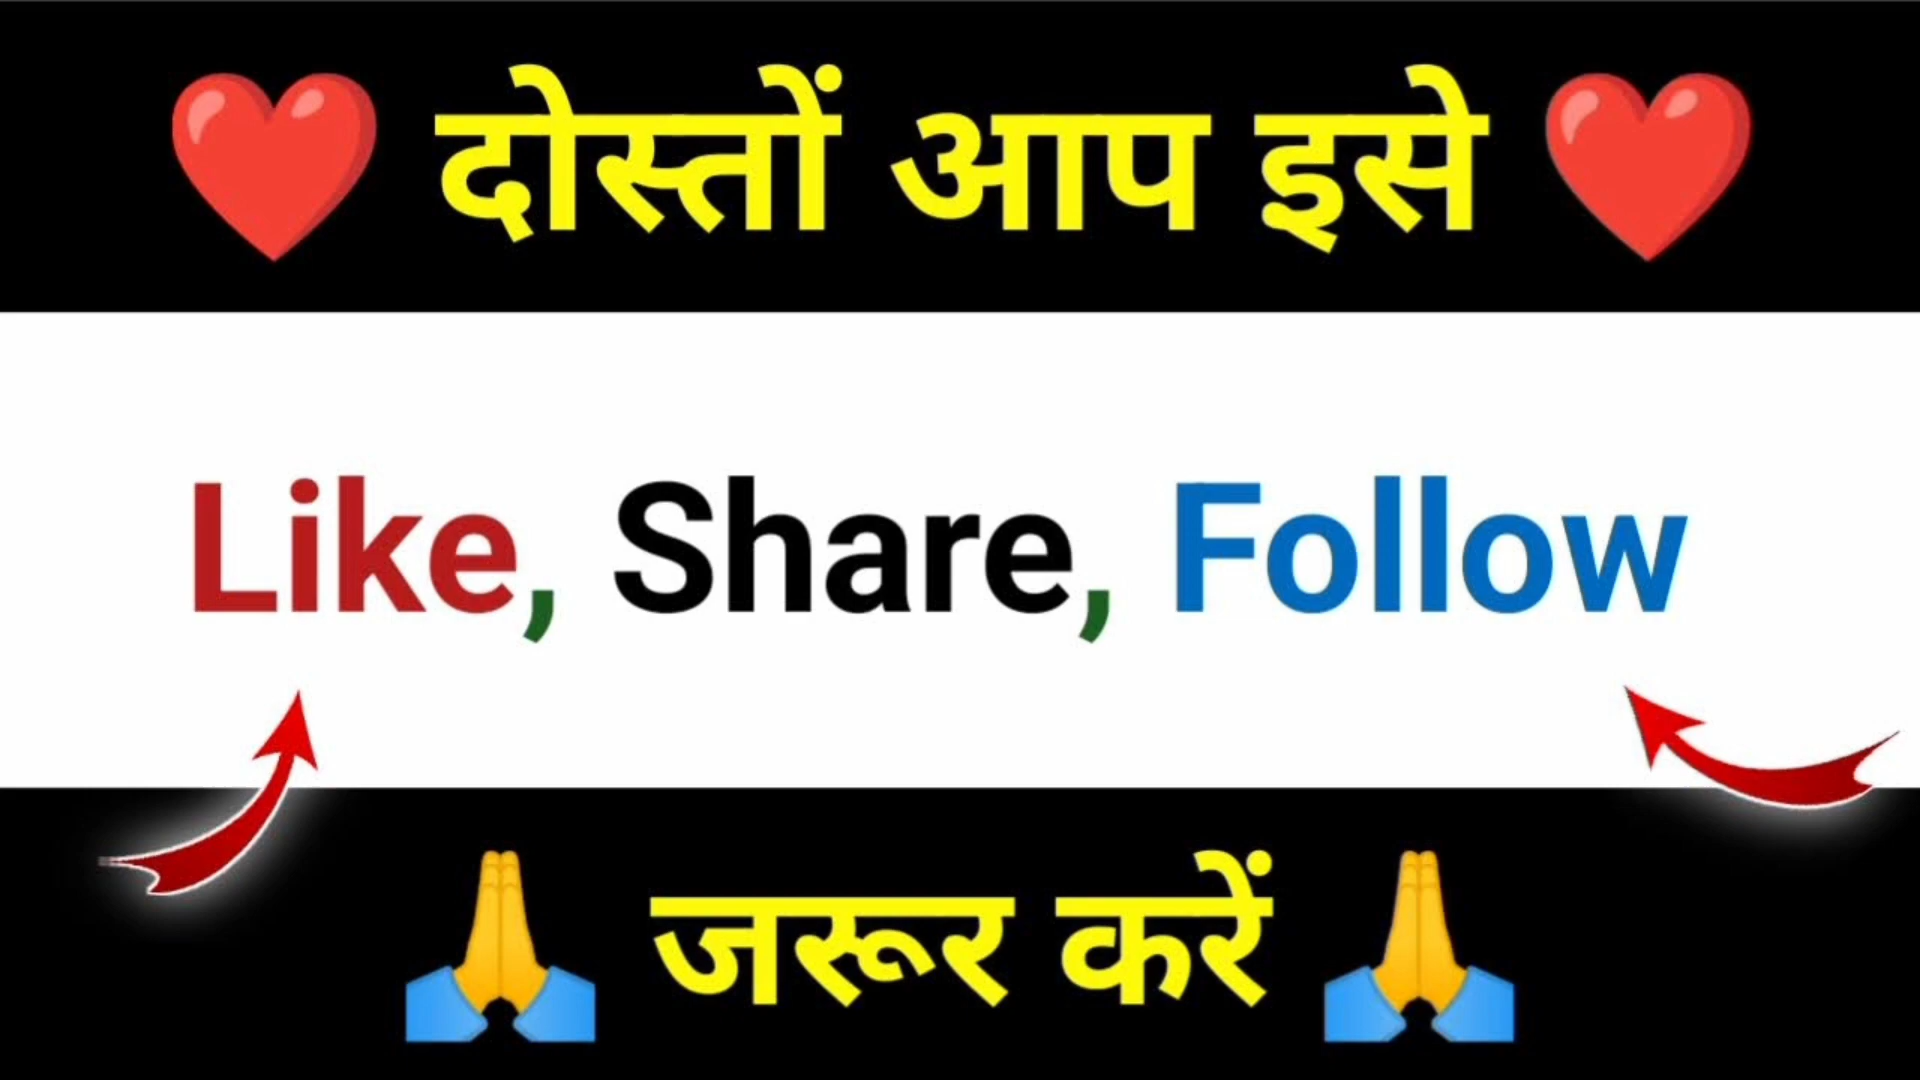 ❤️ दोस्तों आप इसे ❤️
Like, Share, Follow
🙏 जरूर करें 🙏